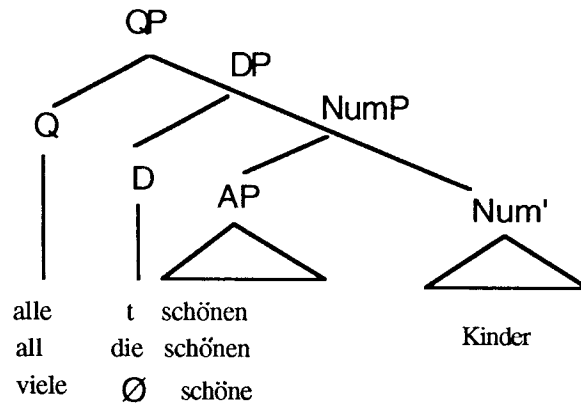 QP
DP
NumP
Q
D
AP
Num'
alle t schönen
Kinder
all die schönen
viele Ø schöne